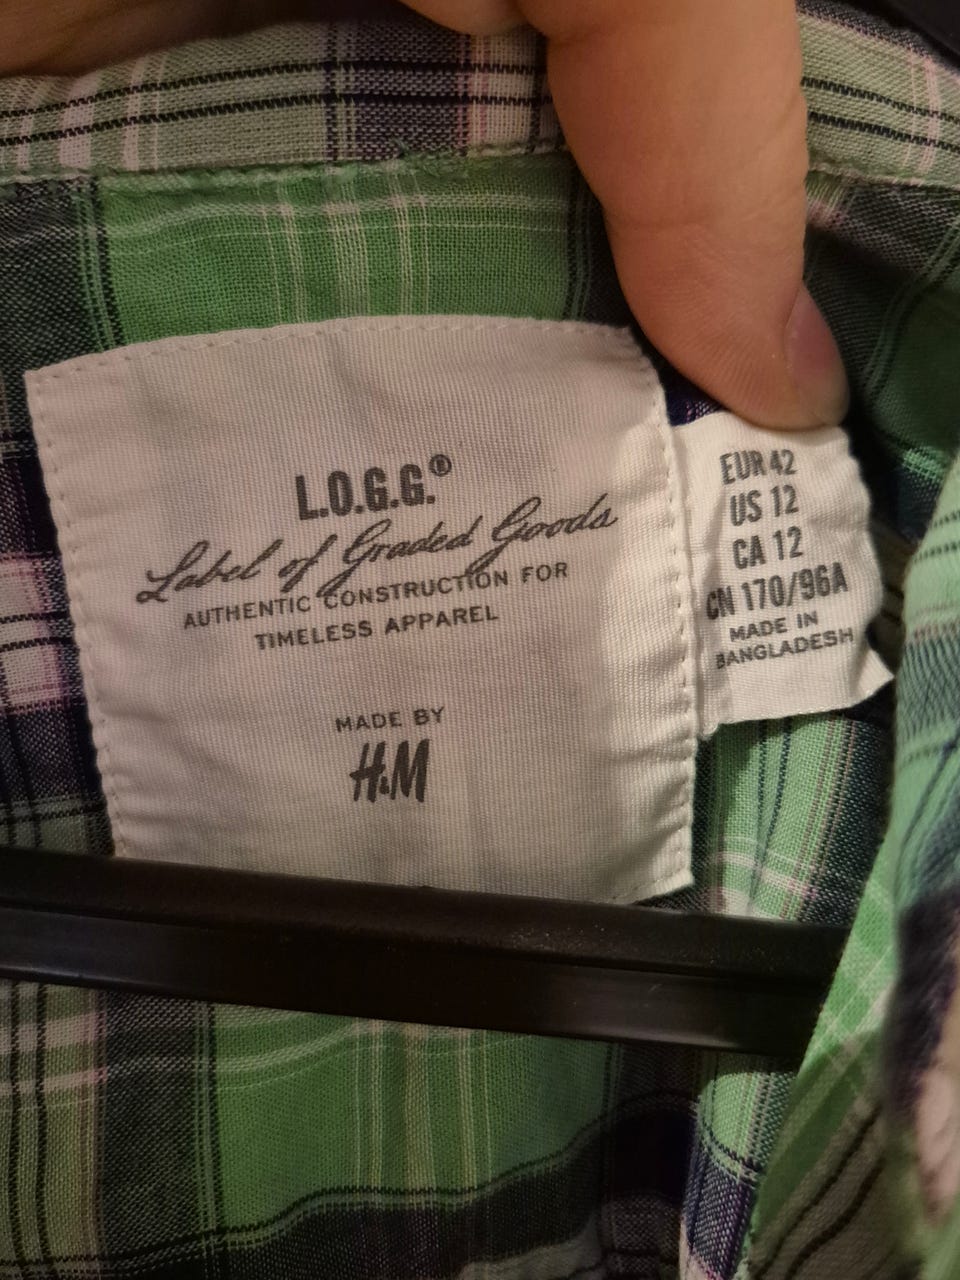 L.O.G.G.®
Label of Graded Goods
AUTHENTIC CONSTRUCTION FOR
TIMELESS APPAREL
MADE BY
H&M
EUR 42
US 12
CA 12
CN 170/96A
MADE IN
BANGLADESH